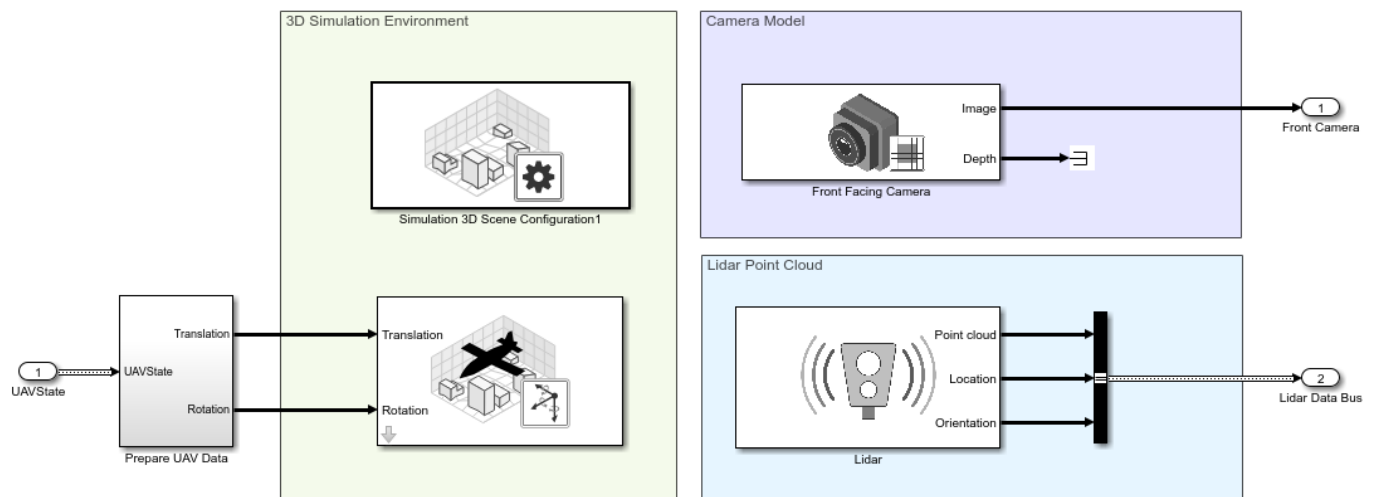 3D Simulation Environment
Simulation 3D Scene Configuration1
1
UAVState
UAVState
Translation
Rotation
Prepare UAV Data
Translation
Rotation
Camera Model
Image
Depth
Front Facing Camera
1
Front Camera
Lidar Point Cloud
Point cloud
Location
Orientation
Lidar
2
Lidar Data Bus